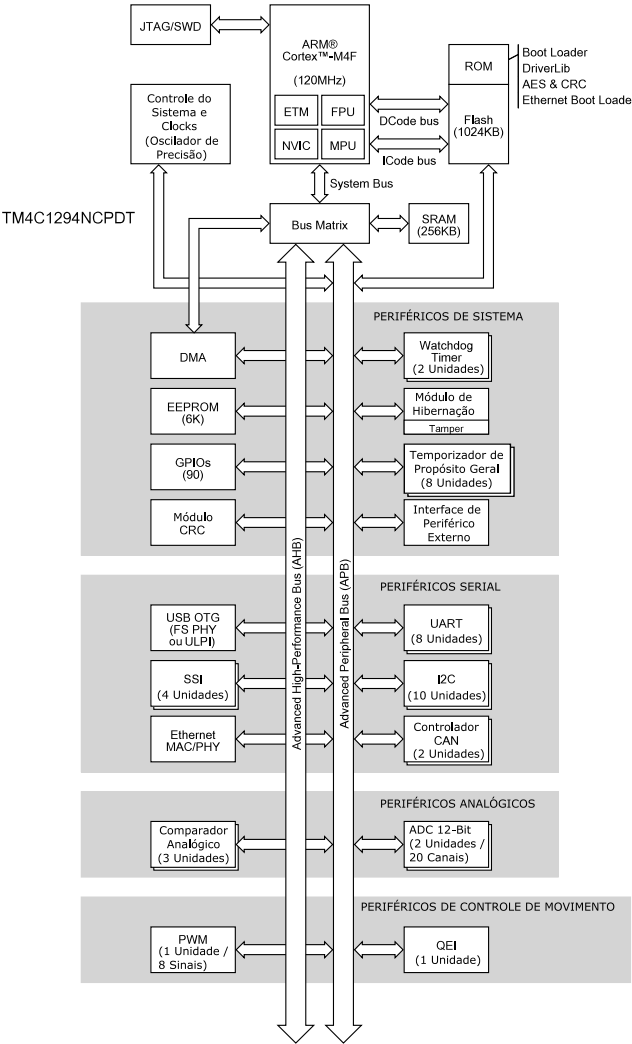 JTAG/SWD
ARM®
Cortex™-M4F
(120MHz)
ETM
FPU
NVIC
MPU
ROM
Boot Loader
DriverLib
AES & CRC
Ethernet Boot Loade
Controle do
Sistema e
Clocks
(Oscilador de
Precisão)
DCode bus
Flash
(1024KB)
ICode bus
System Bus
TM4C1294NCPDT
Bus Matrix
SRAM
(256KB)
PERIFÉRICOS DE SISTEMA
DMA
Watchdog
Timer
(2 Unidades)
EEPROM
(6K)
Módulo de
Hibernação
Tamper
GPIOs
(90)
Temporizador de
Propósito Geral
(8 Unidades)
Módulo
CRC
Interface de
Periférico
Externo
Advanced High-Performance Bus (AHB)
Advanced Peripheral Bus (APB)
PERIFÉRICOS SERIAL
USB OTG
(FS PHY
ou ULPI)
UART
(8 Unidades)
SSI
(4 Unidades)
I2C
(10 Unidades)
Ethernet
MAC/PHY
Controlador
CAN
(2 Unidades)
PERIFÉRICOS ANALÓGICOS
Comparador
Analógico
(3 Unidades)
ADC 12-Bit
(2 Unidades /
20 Canais)
PERIFÉRICOS DE CONTROLE DE MOVIMENTO
PWM
(1 Unidade /
8 Sinais)
QEI
(1 Unidade)